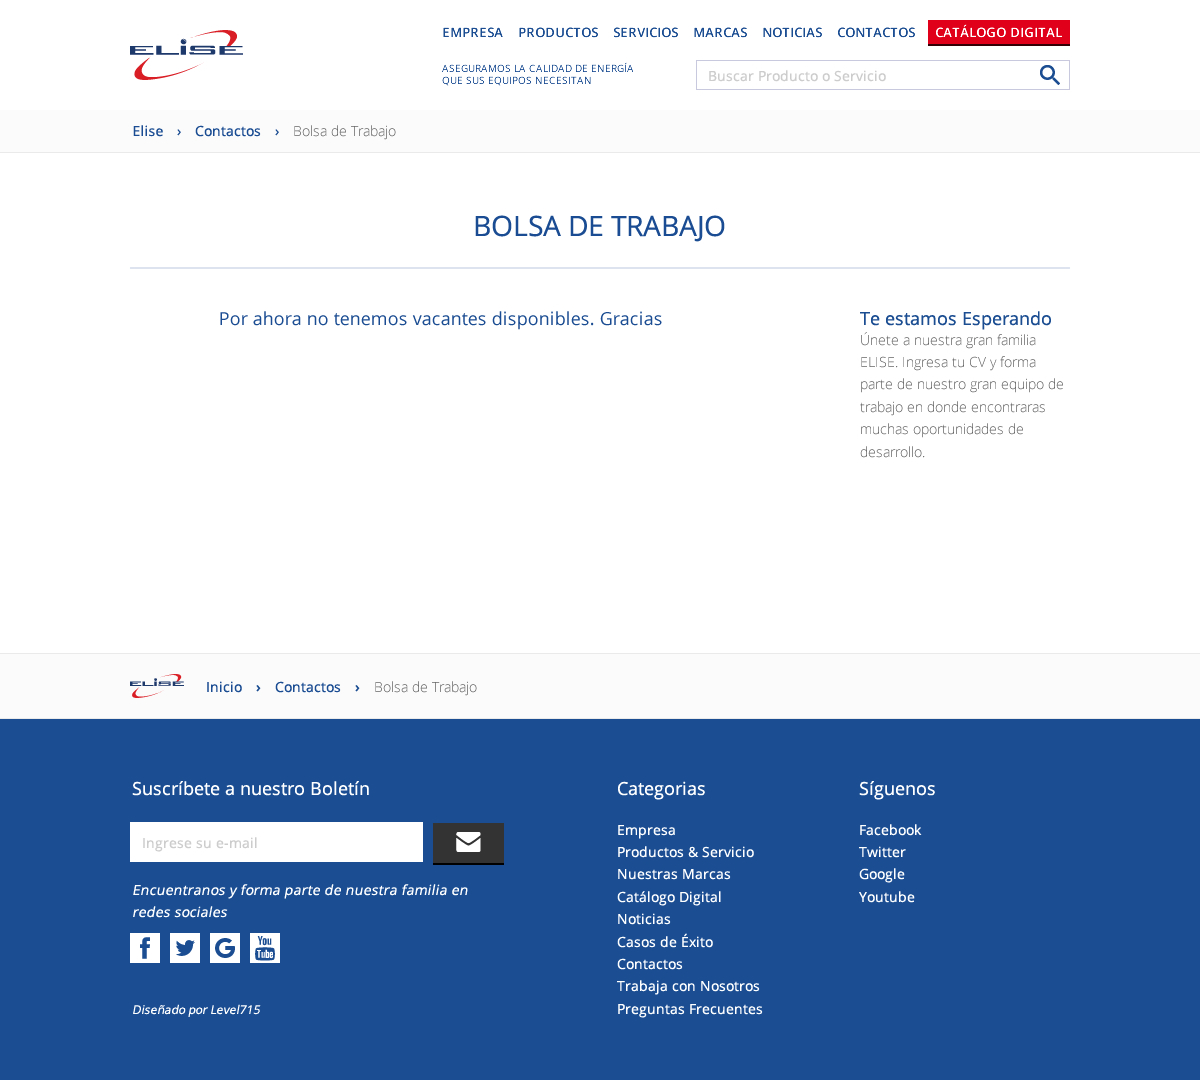 ELISE
EMPRESA PRODUCTOS SERVICIOS MARCAS NOTICIAS CONTACTOS CATÁLOGO DIGITAL
ASEGURAMOS LA CALIDAD DE ENERGÍA
QUE SUS EQUIPOS NECESITAN
Buscar Producto o Servicio
Elise › Contactos › Bolsa de Trabajo
BOLSA DE TRABAJO
Por ahora no tenemos vacantes disponibles. Gracias
Te estamos Esperando
Únete a nuestra gran familia
ELISE. Ingresa tu CV y forma
parte de nuestro gran equipo de
trabajo en donde encontraras
muchas oportunidades de
desarrollo.
ELISE Inicio › Contactos › Bolsa de Trabajo
Suscríbete a nuestro Boletín
Ingrese su e-mail
Encuentranos y forma parte de nuestra familia en
redes sociales
You
Tube
Diseñado por Level715
Categorias
Empresa
Productos & Servicio
Nuestras Marcas
Catálogo Digital
Noticias
Casos de Éxito
Contactos
Trabaja con Nosotros
Preguntas Frecuentes
Síguenos
Facebook
Twitter
Google
Youtube